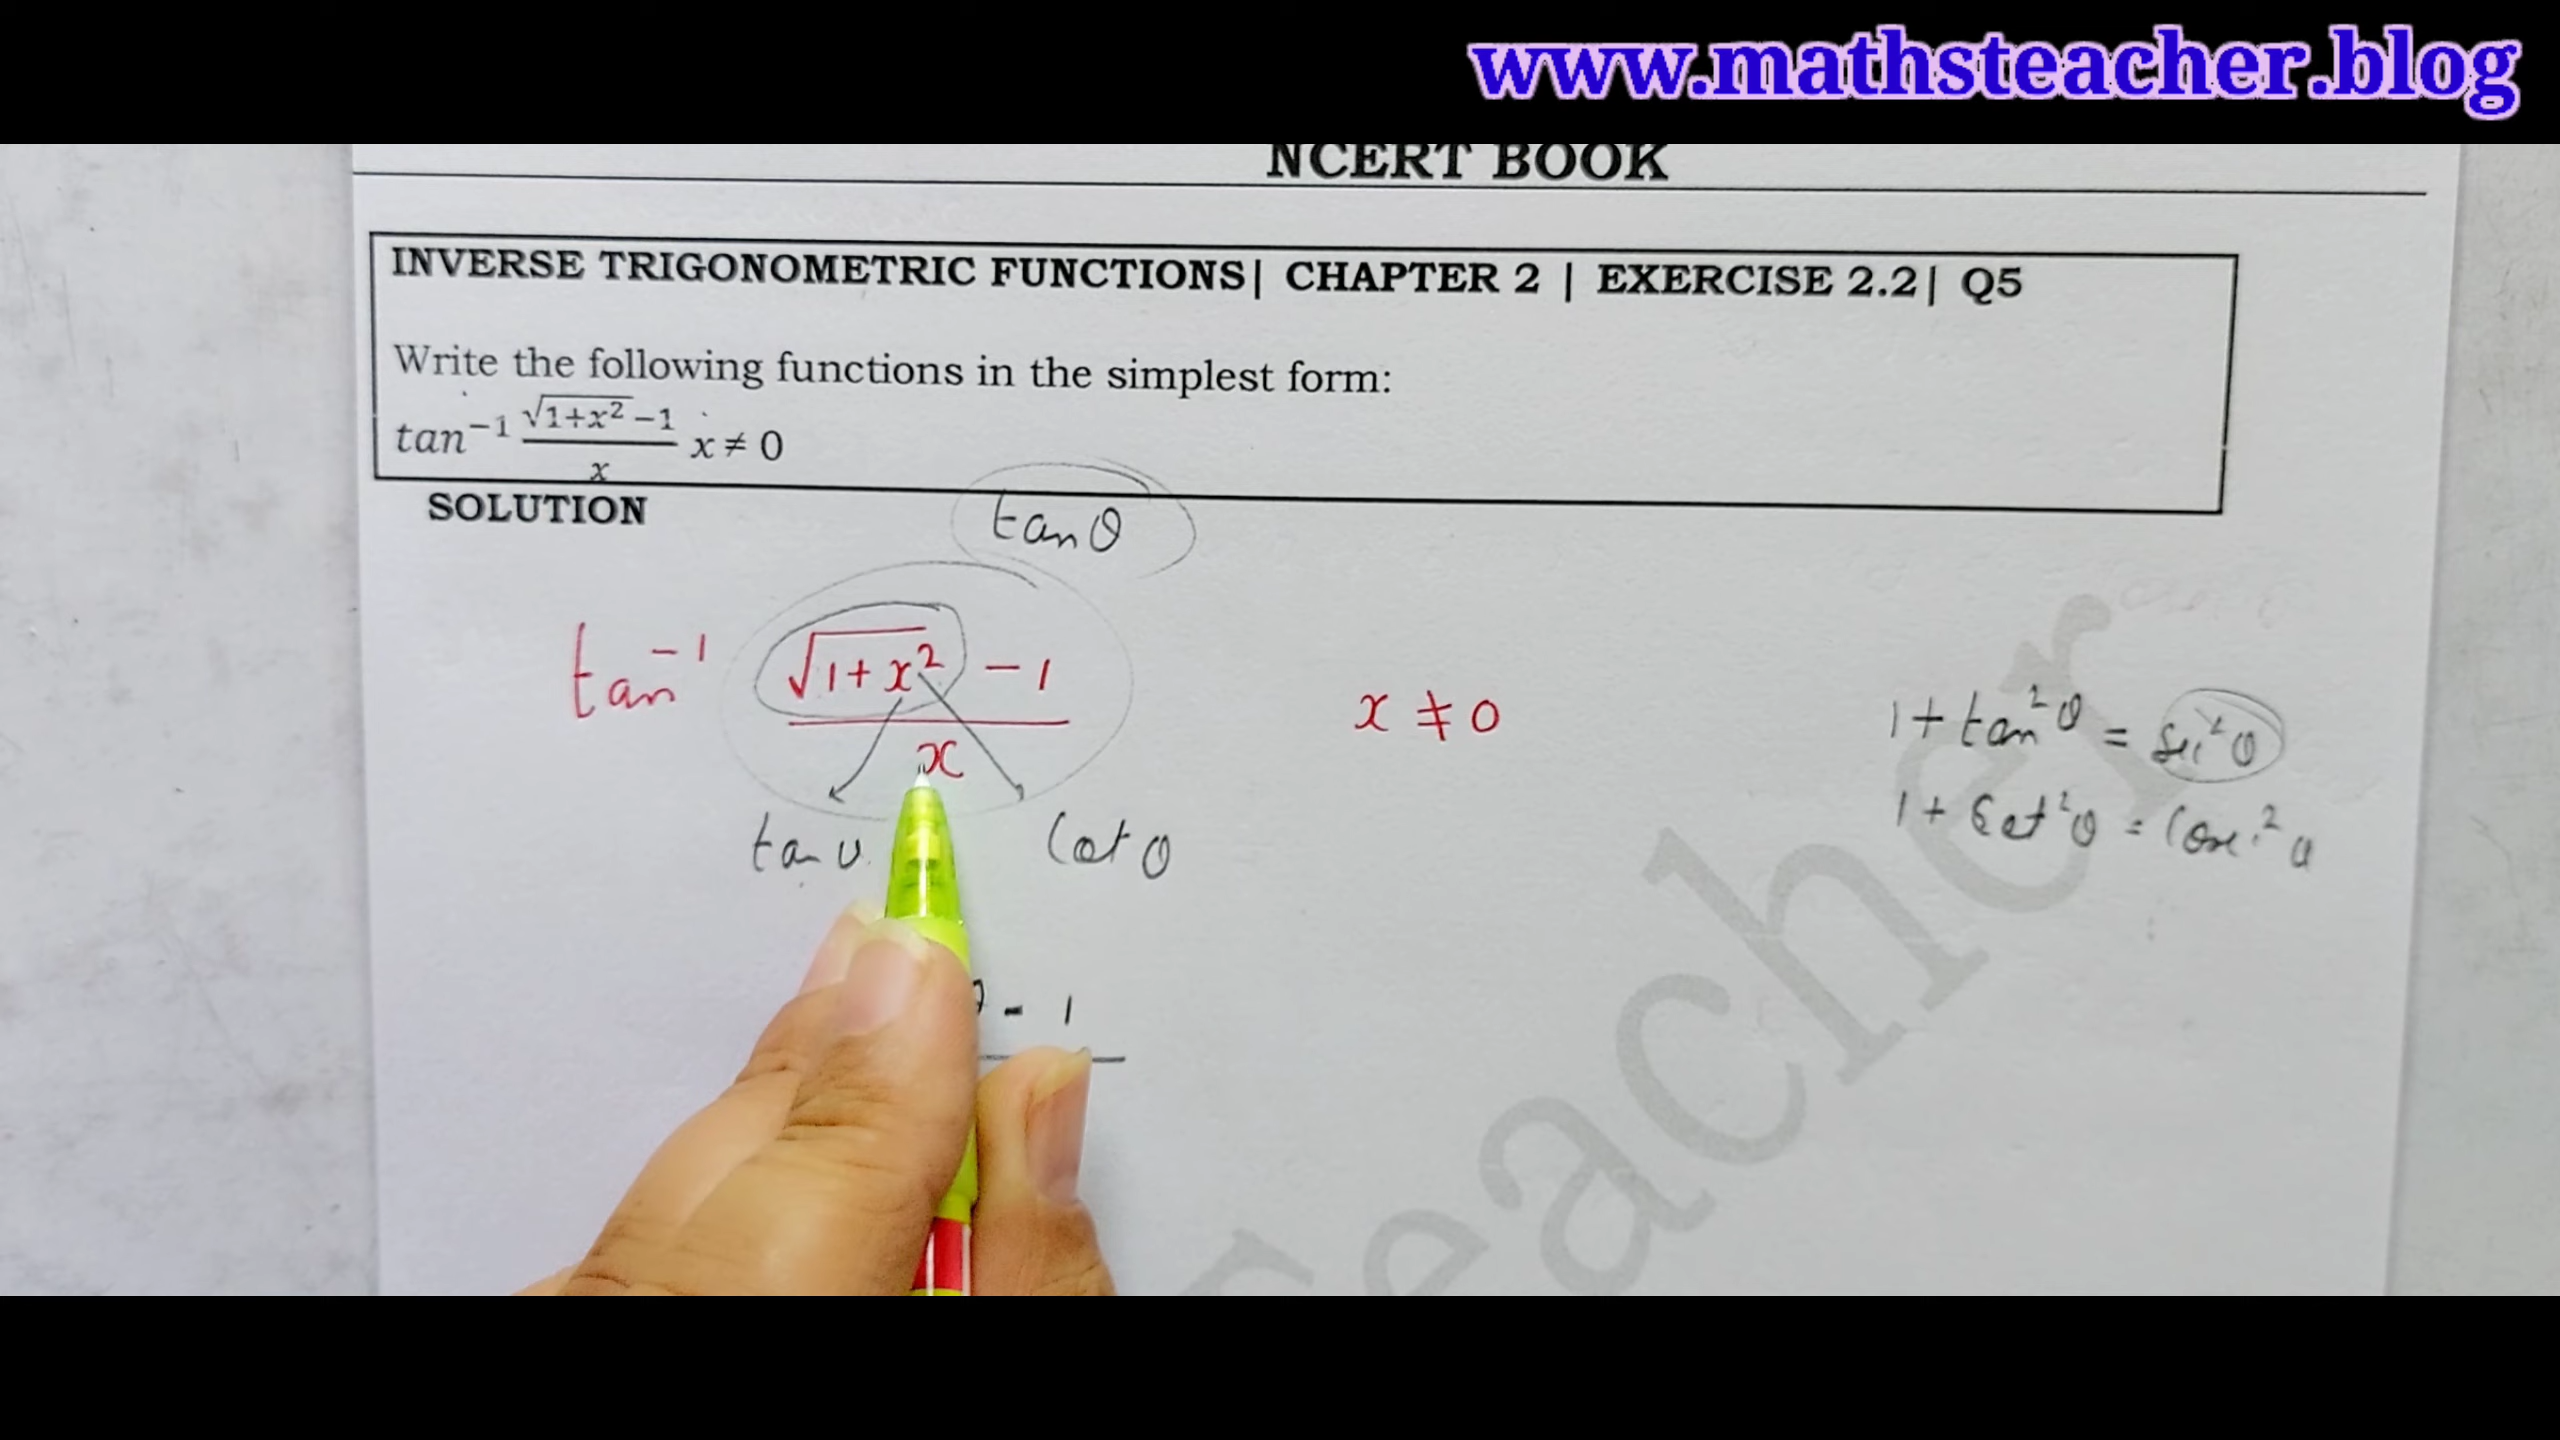 www.mathsteacher.blog
NCERT BOOK
INVERSE TRIGONOMETRIC FUNCTIONS| CHAPTER 2 | EXERCISE 2.2| Q5
Write the following functions in the simplest form:
tan⁻¹ (√1+x² −1)/x x ≠ 0
SOLUTION
tan θ
tan⁻¹ (√1+x² − 1)/x x ≠ 0
1 + tan²θ = sec²θ
1 + cot²θ = cosec²θ
tan θ cot θ
- 1
eacher